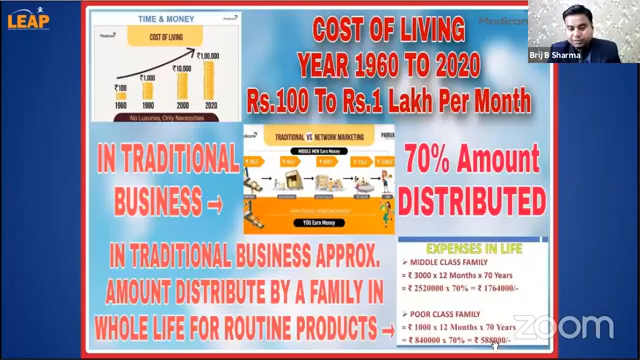 LEAP
TIME & MONEY
Medicant
COST OF LIVING
₹100
₹1,000
₹10,000
₹1,00,000
1960
1980
2000
2020
No Luxuries, Only Necessities
COST OF LIVING
YEAR 1960 TO 2020
Rs.100 To Rs.1 Lakh Per Month
Brij B Sharma
IN TRADITIONAL
BUSINESS →
TRADITIONAL VS NETWORK MARKETING
MIDDLE MEN Earn Money
YOU Earn Money
70% Amount
DISTRIBUTED
IN TRADITIONAL BUSINESS APPROX.
AMOUNT DISTRIBUTE BY A FAMILY IN
WHOLE LIFE FOR ROUTINE PRODUCTS →
EXPENSES IN LIFE
➢ MIDDLE CLASS FAMILY
= ₹ 3000 x 12 Months x 70 Years
= ₹ 2520000 x 70% = ₹ 1764000/-
➢ POOR CLASS FAMILY
= ₹ 1000 x 12 Months x 70 Years
= ₹ 840000 x 70% = ₹ 588000/-
zoom